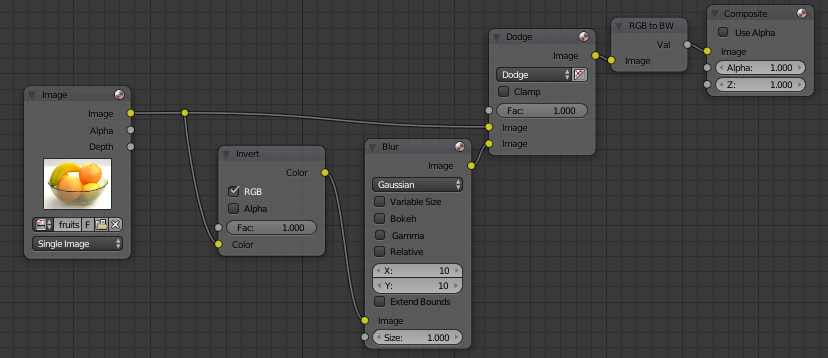 Image
Image
Alpha
Depth
fruits F
Single Image
Invert
Color
RGB
Alpha
Fac: 1.000
Color
Blur
Image
Gaussian
Variable Size
Bokeh
Gamma
Relative
X: 10
Y: 10
Extend Bounds
Image
Size: 1.000
Dodge
Image
Dodge
Clamp
Fac: 1.000
Image
Image
RGB to BW
Val
Image
Composite
Use Alpha
Image
Alpha: 1.000
Z: 1.000